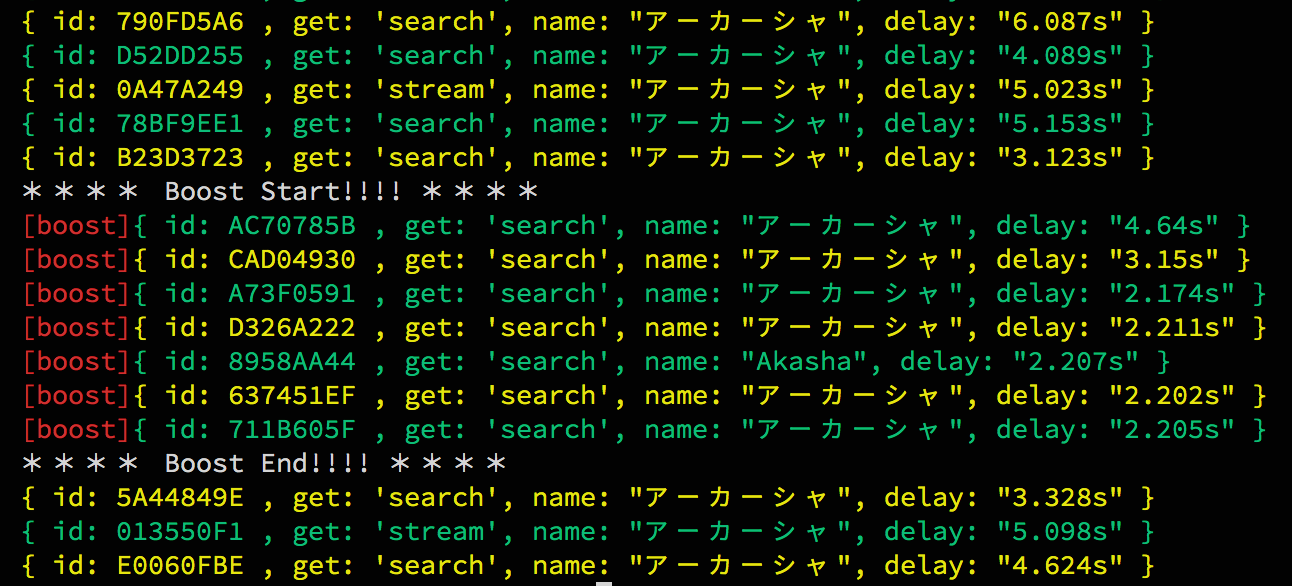 { id: 790FD5A6 , get: 'search', name: "アーカーシャ", delay: "6.087s" }
{ id: D52DD255 , get: 'search', name: "アーカーシャ", delay: "4.089s" }
{ id: 0A47A249 , get: 'stream', name: "アーカーシャ", delay: "5.023s" }
{ id: 78BF9EE1 , get: 'search', name: "アーカーシャ", delay: "5.153s" }
{ id: B23D3723 , get: 'search', name: "アーカーシャ", delay: "3.123s" }
＊＊＊＊ Boost Start!!!! ＊＊＊＊
[boost]{ id: AC70785B , get: 'search', name: "アーカーシャ", delay: "4.64s" }
[boost]{ id: CAD04930 , get: 'search', name: "アーカーシャ", delay: "3.15s" }
[boost]{ id: A73F0591 , get: 'search', name: "アーカーシャ", delay: "2.174s" }
[boost]{ id: D326A222 , get: 'search', name: "アーカーシャ", delay: "2.211s" }
[boost]{ id: 8958AA44 , get: 'search', name: "Akasha", delay: "2.207s" }
[boost]{ id: 637451EF , get: 'search', name: "アーカーシャ", delay: "2.202s" }
[boost]{ id: 711B605F , get: 'search', name: "アーカーシャ", delay: "2.205s" }
＊＊＊＊ Boost End!!!! ＊＊＊＊
{ id: 5A44849E , get: 'search', name: "アーカーシャ", delay: "3.328s" }
{ id: 013550F1 , get: 'stream', name: "アーカーシャ", delay: "5.098s" }
{ id: E0060FBE , get: 'search', name: "アーカーシャ", delay: "4.624s" }